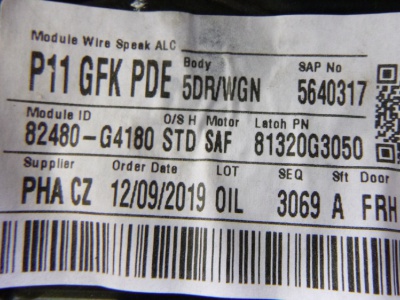 Module Wire Speak ALC Body SAP No
P11 GFK PDE 5DR/WGN 5640317
Module ID O/S H Motor Latch PN
82480-G4180 STD SAF 81320G3050
Supplier Order Date LOT SEQ Sft Door
PHA CZ 12/09/2019 OIL 3069 A FRH